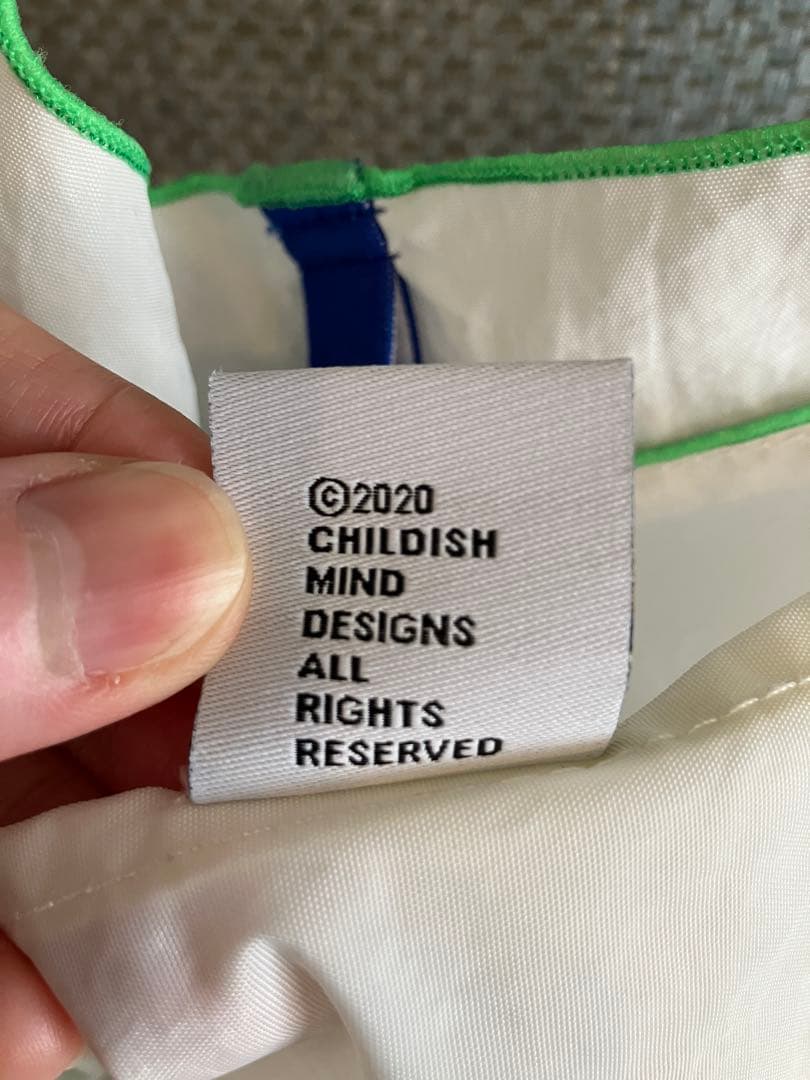 ©2020
CHILDISH
MIND
DESIGNS
ALL
RIGHTS
RESERVED